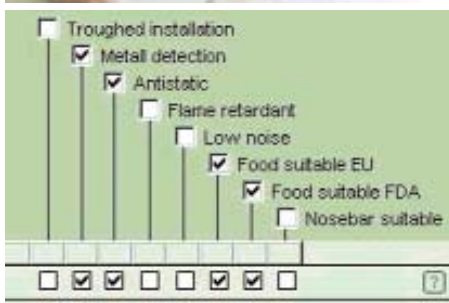 Troughed installation
Metall detection
Antistatic
Flame retardant
Low noise
Food suitable EU
Food suitable FDA
Nosebar suitable
?